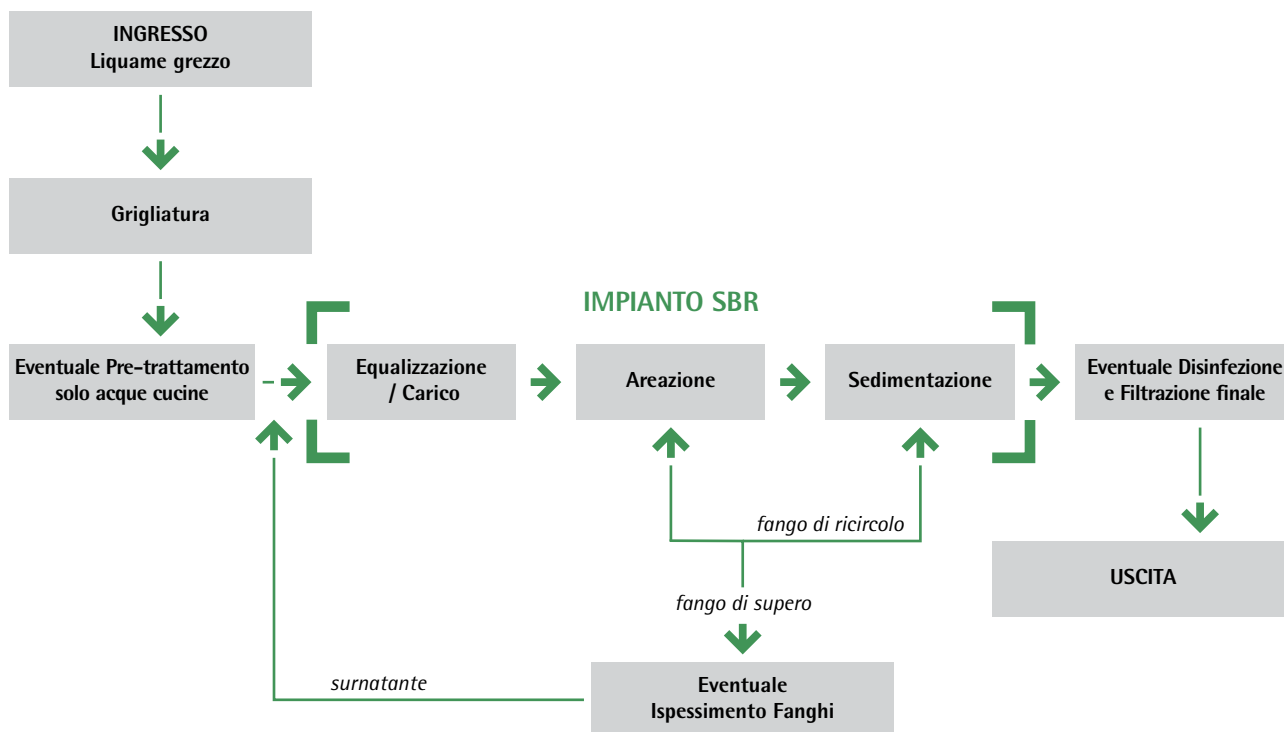 INGRESSO
Liquame grezzo
Grigliatura
IMPIANTO SBR
Eventuale Pre-trattamento
solo acque cucine
Equalizzazione
/ Carico
Areazione
Sedimentazione
Eventuale Disinfezione
e Filtrazione finale
fango di ricircolo
USCITA
fango di supero
surnatante
Eventuale
Ispessimento Fanghi